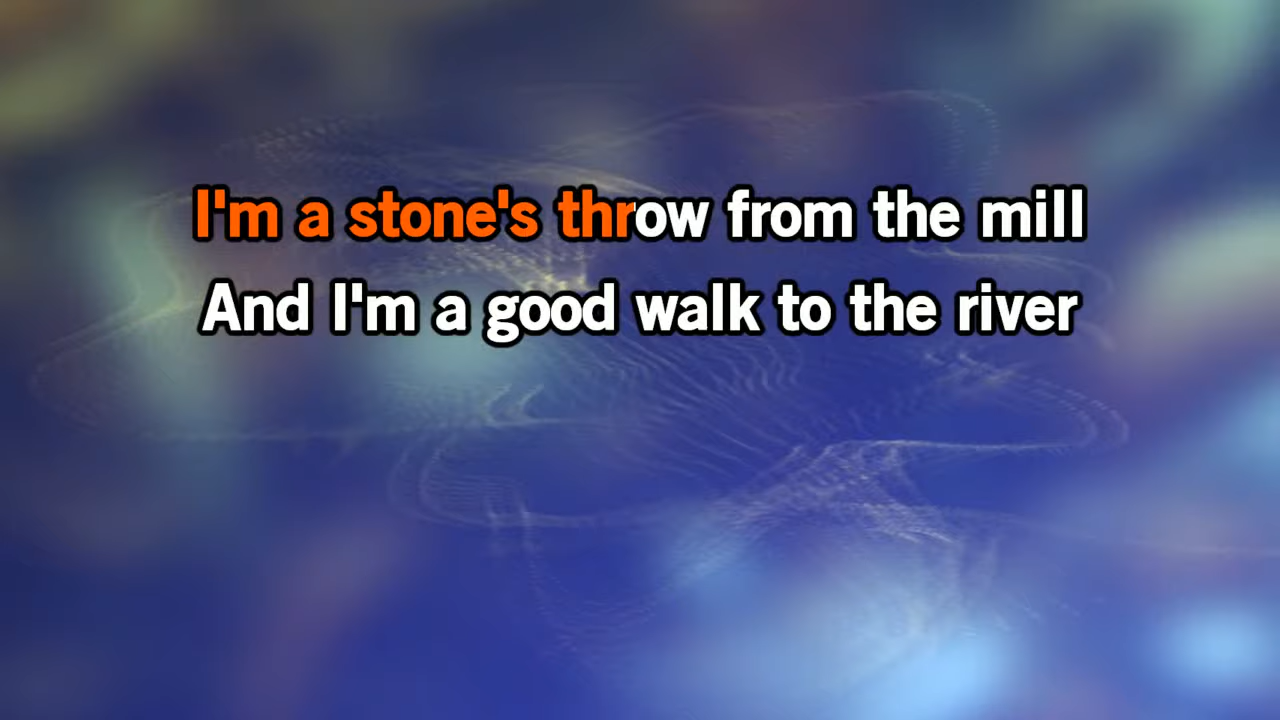 I'm a stone's throw from the mill
And I'm a good walk to the river